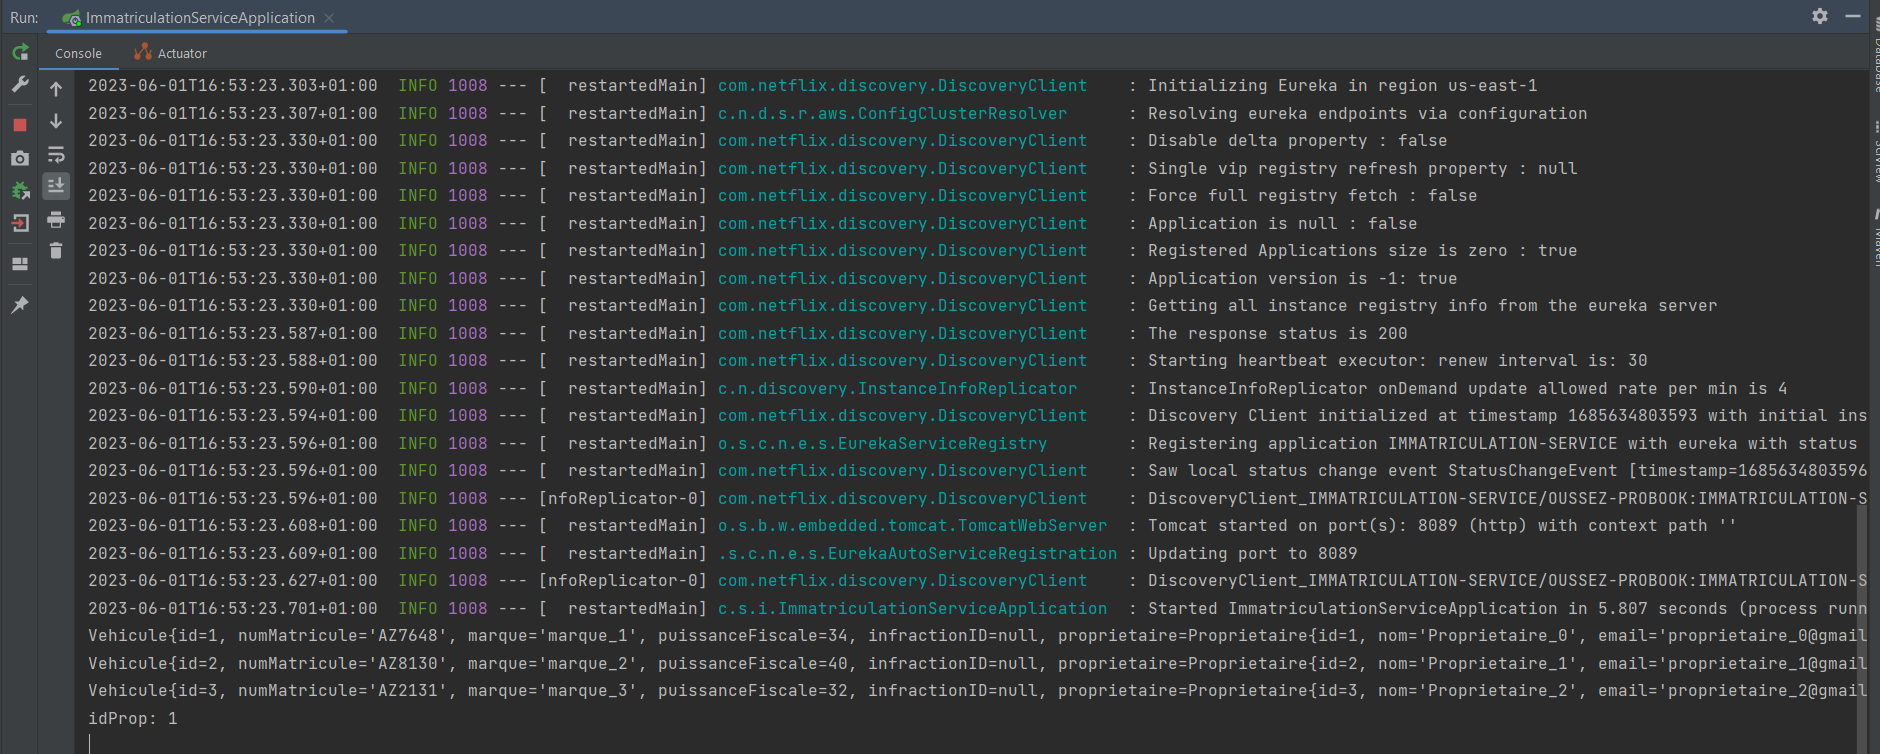 Run: ImmatriculationServiceApplication
Console Actuator
2023-06-01T16:53:23.303+01:00 INFO 1008 --- [ restartedMain] com.netflix.discovery.DiscoveryClient : Initializing Eureka in region us-east-1
2023-06-01T16:53:23.307+01:00 INFO 1008 --- [ restartedMain] c.n.d.s.r.aws.ConfigClusterResolver : Resolving eureka endpoints via configuration
2023-06-01T16:53:23.330+01:00 INFO 1008 --- [ restartedMain] com.netflix.discovery.DiscoveryClient : Disable delta property : false
2023-06-01T16:53:23.330+01:00 INFO 1008 --- [ restartedMain] com.netflix.discovery.DiscoveryClient : Single vip registry refresh property : null
2023-06-01T16:53:23.330+01:00 INFO 1008 --- [ restartedMain] com.netflix.discovery.DiscoveryClient : Force full registry fetch : false
2023-06-01T16:53:23.330+01:00 INFO 1008 --- [ restartedMain] com.netflix.discovery.DiscoveryClient : Application is null : false
2023-06-01T16:53:23.330+01:00 INFO 1008 --- [ restartedMain] com.netflix.discovery.DiscoveryClient : Registered Applications size is zero : true
2023-06-01T16:53:23.330+01:00 INFO 1008 --- [ restartedMain] com.netflix.discovery.DiscoveryClient : Application version is -1: true
2023-06-01T16:53:23.330+01:00 INFO 1008 --- [ restartedMain] com.netflix.discovery.DiscoveryClient : Getting all instance registry info from the eureka server
2023-06-01T16:53:23.587+01:00 INFO 1008 --- [ restartedMain] com.netflix.discovery.DiscoveryClient : The response status is 200
2023-06-01T16:53:23.588+01:00 INFO 1008 --- [ restartedMain] com.netflix.discovery.DiscoveryClient : Starting heartbeat executor: renew interval is: 30
2023-06-01T16:53:23.590+01:00 INFO 1008 --- [ restartedMain] c.n.discovery.InstanceInfoReplicator : InstanceInfoReplicator onDemand update allowed rate per min is 4
2023-06-01T16:53:23.594+01:00 INFO 1008 --- [ restartedMain] com.netflix.discovery.DiscoveryClient : Discovery Client initialized at timestamp 1685634803593 with initial ins
2023-06-01T16:53:23.596+01:00 INFO 1008 --- [ restartedMain] o.s.c.n.e.s.EurekaServiceRegistry : Registering application IMMATRICULATION-SERVICE with eureka with status
2023-06-01T16:53:23.596+01:00 INFO 1008 --- [ restartedMain] com.netflix.discovery.DiscoveryClient : Saw local status change event StatusChangeEvent [timestamp=1685634803596
2023-06-01T16:53:23.596+01:00 INFO 1008 --- [nfoReplicator-0] com.netflix.discovery.DiscoveryClient : DiscoveryClient_IMMATRICULATION-SERVICE/OUSSEZ-PROBOOK:IMMATRICULATION-S
2023-06-01T16:53:23.608+01:00 INFO 1008 --- [ restartedMain] o.s.b.w.embedded.tomcat.TomcatWebServer : Tomcat started on port(s): 8089 (http) with context path ''
2023-06-01T16:53:23.609+01:00 INFO 1008 --- [ restartedMain] .s.c.n.e.s.EurekaAutoServiceRegistration : Updating port to 8089
2023-06-01T16:53:23.627+01:00 INFO 1008 --- [nfoReplicator-0] com.netflix.discovery.DiscoveryClient : DiscoveryClient_IMMATRICULATION-SERVICE/OUSSEZ-PROBOOK:IMMATRICULATION-S
2023-06-01T16:53:23.701+01:00 INFO 1008 --- [ restartedMain] c.s.i.ImmatriculationServiceApplication : Started ImmatriculationServiceApplication in 5.807 seconds (process runn
Vehicule{id=1, numMatricule='AZ7648', marque='marque_1', puissanceFiscale=34, infractionID=null, proprietaire=Proprietaire{id=1, nom='Proprietaire_0', email='proprietaire_0@gmail
Vehicule{id=2, numMatricule='AZ8130', marque='marque_2', puissanceFiscale=40, infractionID=null, proprietaire=Proprietaire{id=2, nom='Proprietaire_1', email='proprietaire_1@gmail
Vehicule{id=3, numMatricule='AZ2131', marque='marque_3', puissanceFiscale=32, infractionID=null, proprietaire=Proprietaire{id=3, nom='Proprietaire_2', email='proprietaire_2@gmail
idProp: 1